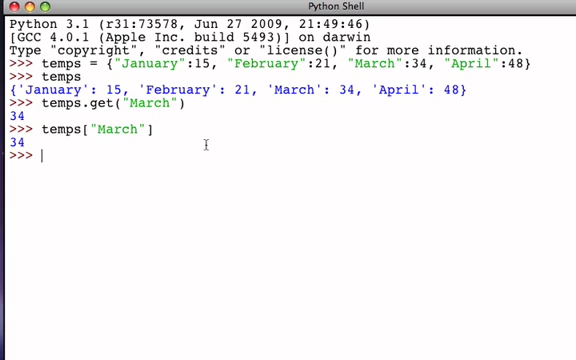 Python Shell
Python 3.1 (r31:73578, Jun 27 2009, 21:49:46)
[GCC 4.0.1 (Apple Inc. build 5493)] on darwin
Type "copyright", "credits" or "license()" for more information.
>>> temps = {"January":15, "February":21, "March":34, "April":48}
>>> temps
{'January': 15, 'February': 21, 'March': 34, 'April': 48}
>>> temps.get("March")
34
>>> temps["March"]
34
>>>